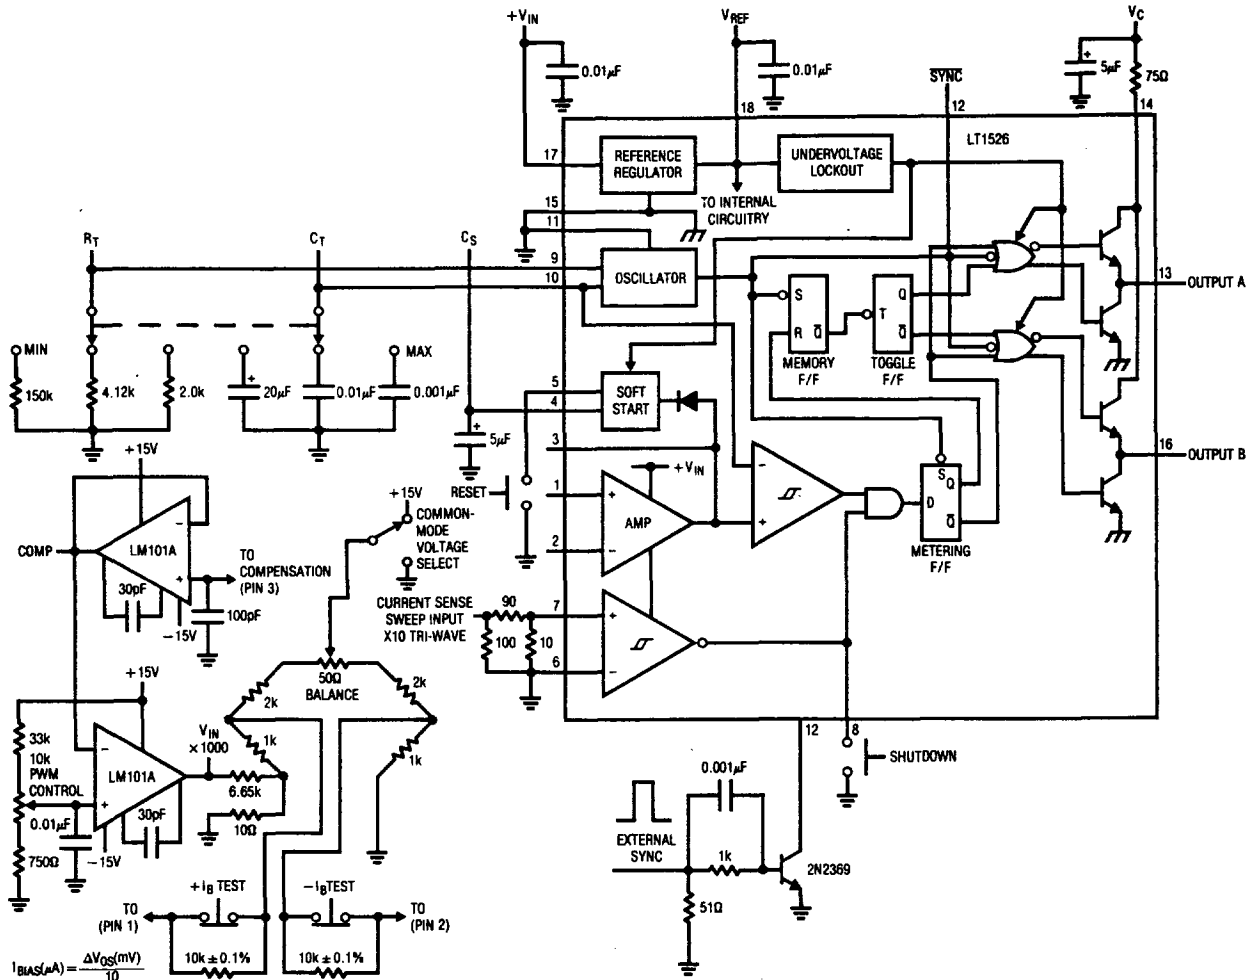 +VIN
VREF
VC
0.01µF
0.01µF
5µF
75Ω
SYNC
18
12
14
LT1526
17
REFERENCE
REGULATOR
UNDERVOLTAGE
LOCKOUT
TO INTERNAL
CIRCUITRY
15
11
RT
CT
CS
9
10
OSCILLATOR
13
OUTPUT A
S
R
Q
MEMORY
F/F
T
Q
Q
TOGGLE
F/F
MIN
MAX
150k
4.12k
2.0k
20µF
+
0.01µF
0.001µF
5
4
SOFT
START
+
5µF
3
+15V
+15V
COMMON-
MODE
VOLTAGE
SELECT
RESET
+VIN
1
+
AMP
2
−
−
+
D
S
Q
Q
METERING
F/F
16
OUTPUT B
COMP
LM101A
−
+
30pF
−15V
TO
COMPENSATION
(PIN 3)
100pF
CURRENT SENSE
SWEEP INPUT
X10 TRI-WAVE
90
100
10
7
+
6
−
+15V
50Ω
BALANCE
2k
2k
1k
1k
33k
10k
PWM
CONTROL
0.01µF
750Ω
LM101A
−
+
30pF
−15V
VIN
×1000
6.65k
10Ω
12
8
SHUTDOWN
EXTERNAL
SYNC
0.001µF
1k
51Ω
2N2369
+IB TEST
−IB TEST
TO
(PIN 1)
TO
(PIN 2)
10k ± 0.1%
10k ± 0.1%
IBIAS(µA) = ΔVOS(mV)
10